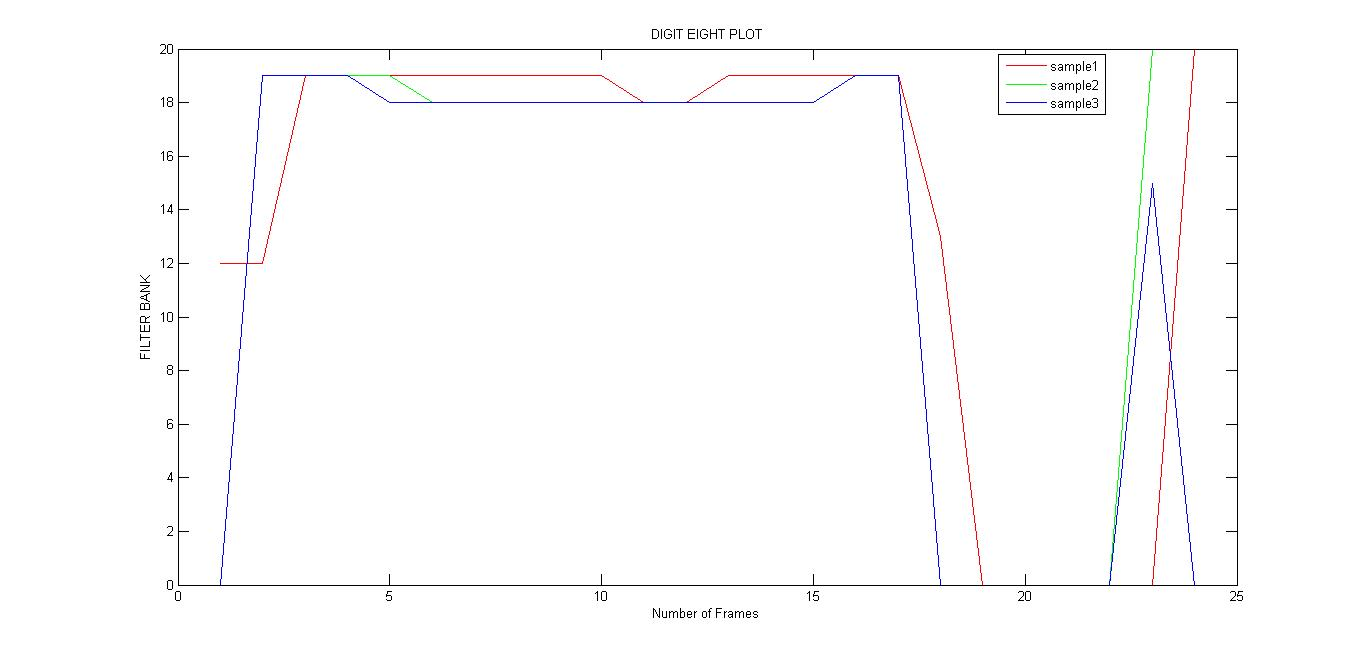 DIGIT EIGHT PLOT
20
18
16
14
12
10
8
6
4
2
0
FILTER BANK
sample1
sample2
sample3
0 5 10 15 20 25
Number of Frames